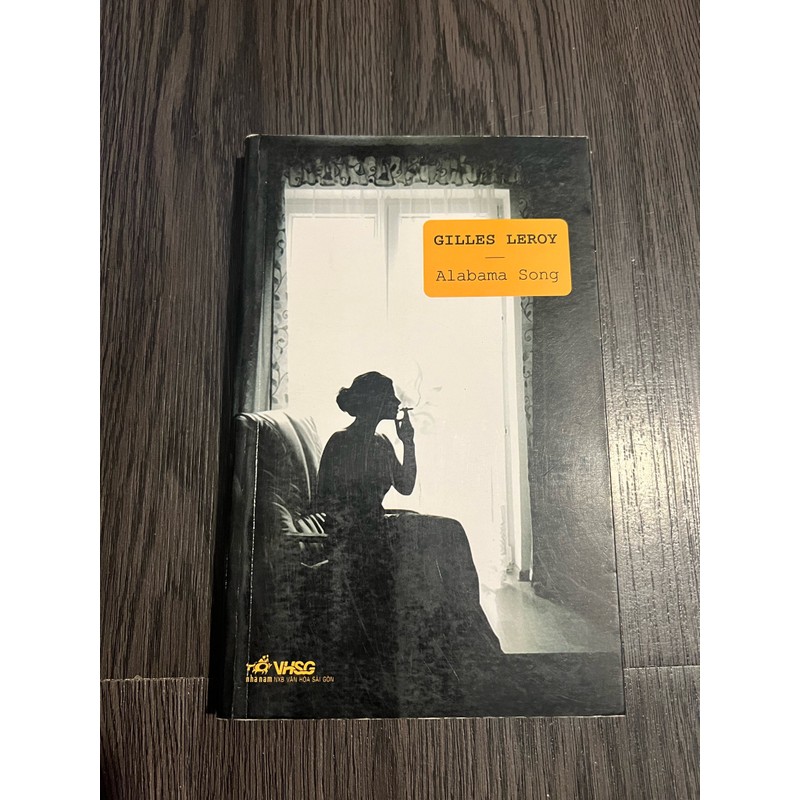 GILLES LEROY
Alabama Song
VHSG
nhã nam NXB VĂN HÓA SÀI GÒN